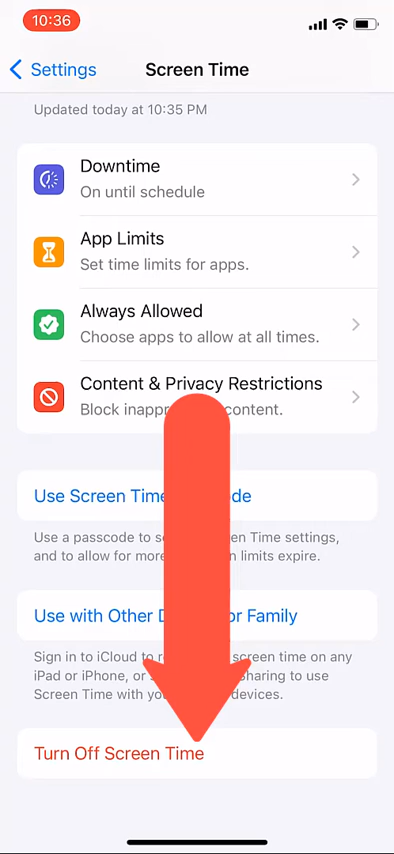 10:36
Settings
Screen Time
Updated today at 10:35 PM
Downtime
On until schedule
App Limits
Set time limits for apps.
Always Allowed
Choose apps to allow at all times.
Content & Privacy Restrictions
Block content.
Use Screen Time
Use a passcode to Time settings,
and to allow for more limits expire.
Use with Other or Family
Sign in to iCloud to screen time on any
iPad or iPhone, or sharing to use
Screen Time with devices.
Turn Off Screen Time